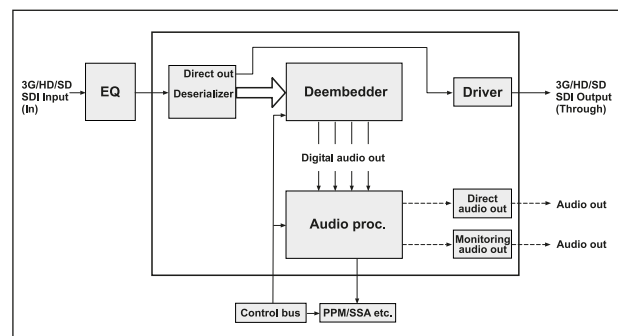 3G/HD/SD
SDI Input
(In)
EQ
Direct out
Deserializer
Deembedder
Driver
3G/HD/SD
SDI Output
(Through)
Digital audio out
Audio proc.
Direct
audio out
Audio out
Monitoring
audio out
Audio out
Control bus
PPM/SSA etc.